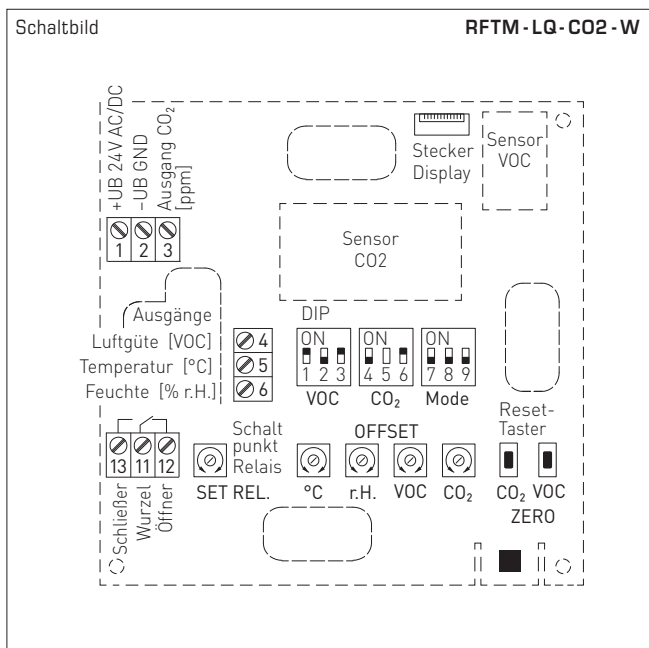 Schaltbild RFTM-LQ-CO2-W
+UB 24V AC/DC
-UB GND
Ausgang CO₂
[ppm]
1 2 3
Stecker
Display
Sensor
VOC
Sensor
CO2
Ausgänge
Luftgüte [VOC] 4
Temperatur [°C] 5
Feuchte [% r.H.] 6
DIP
ON ON ON
1 2 3 4 5 6 7 8 9
VOC CO₂ Mode
13 11 12
Schließer
Wurzel
Öffner
Schalt
punkt
Relais
SET REL.
OFFSET
°C r.H. VOC CO₂
Reset-
Taster
CO₂ VOC
ZERO